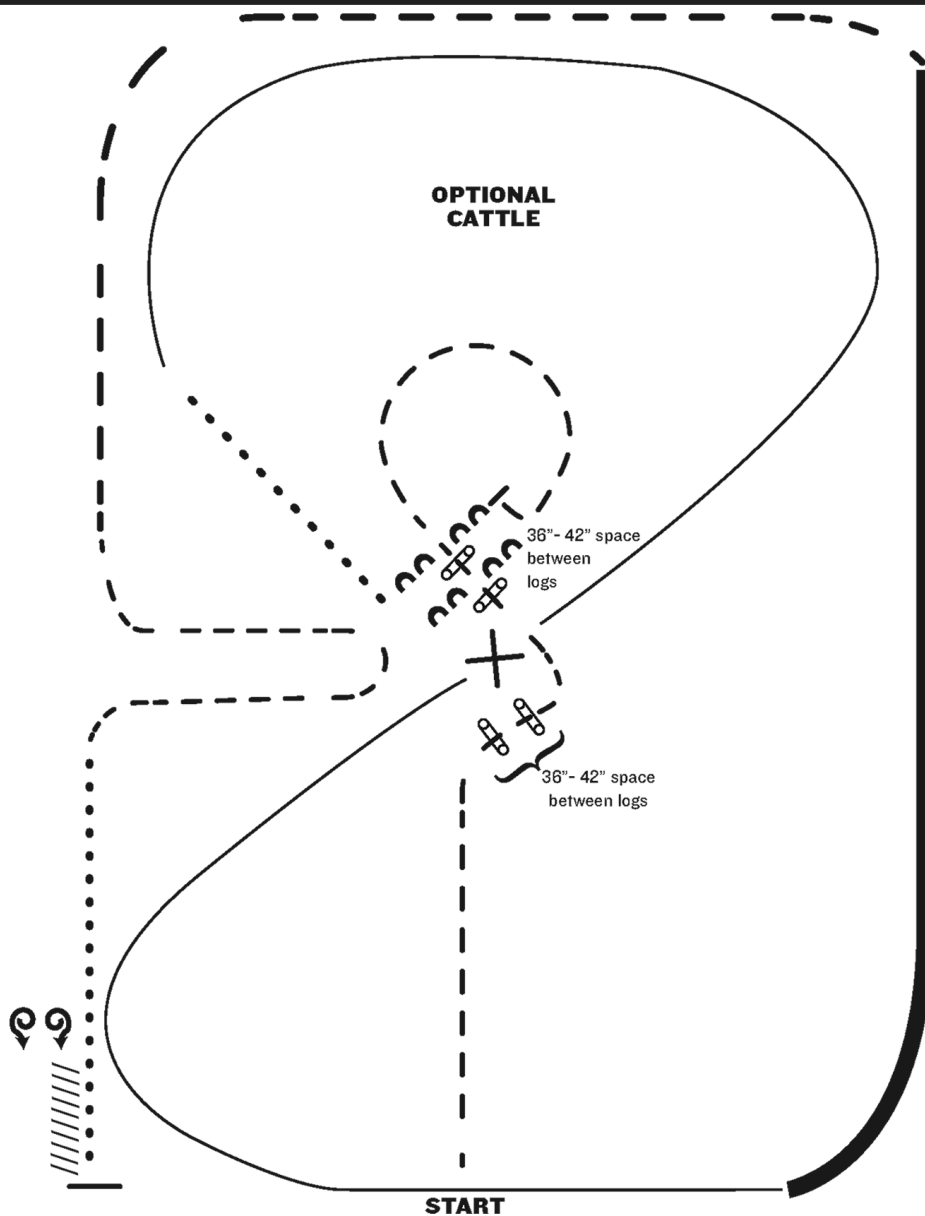 OPTIONAL
CATTLE
36”- 42” space
between
logs
36”- 42” space
between logs
START